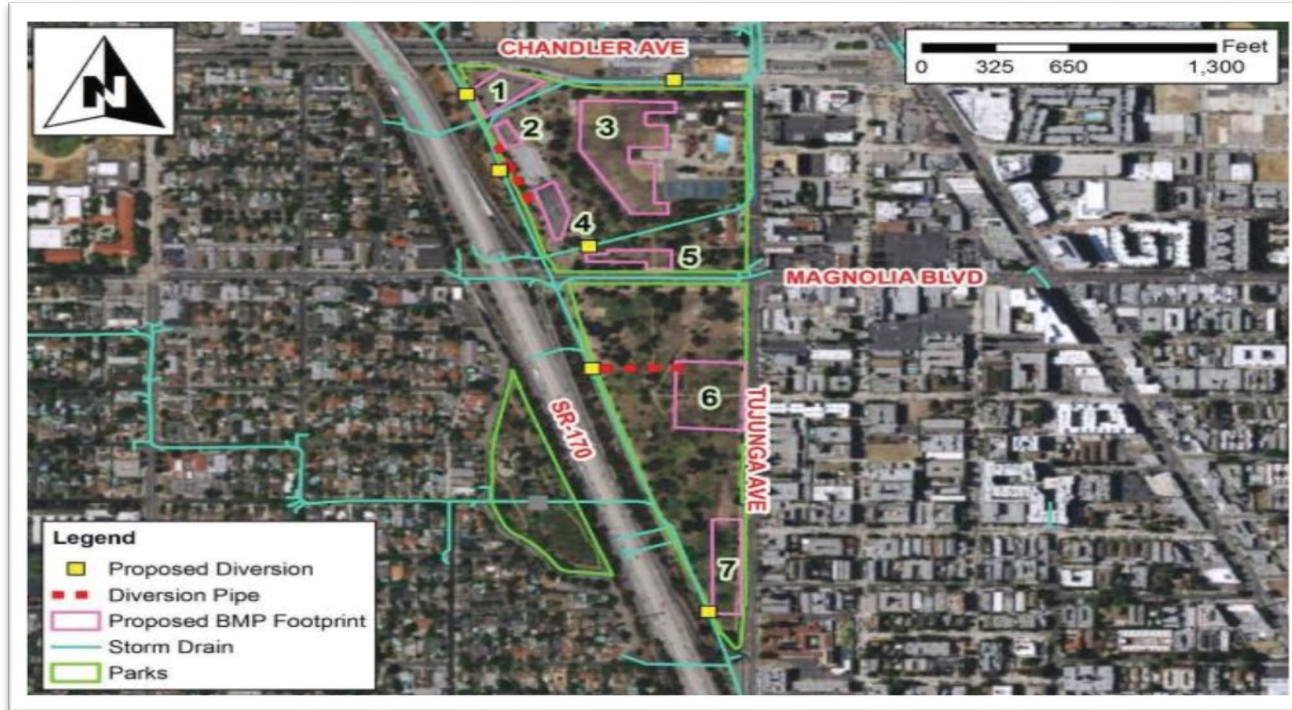 CHANDLER AVE
N
Feet
0 325 650 1,300
1
2
3
4
5
MAGNOLIA BLVD
6
TUJUNGA AVE
SR-170
7
Legend
Proposed Diversion
Diversion Pipe
Proposed BMP Footprint
Storm Drain
Parks